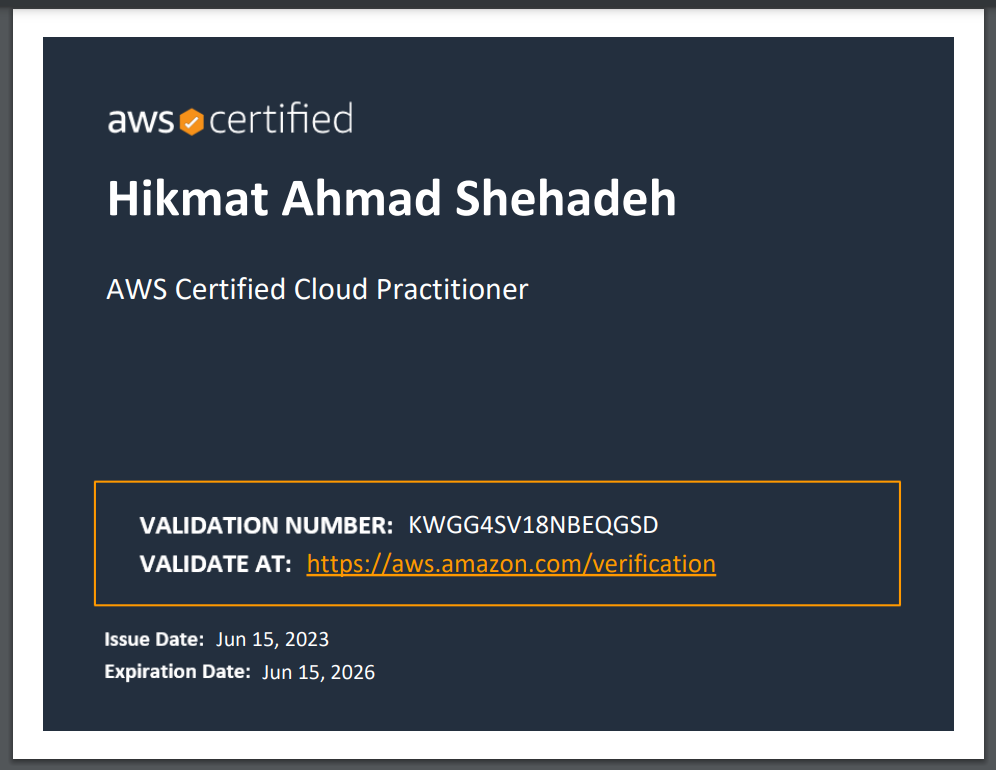 aws certified
Hikmat Ahmad Shehadeh
AWS Certified Cloud Practitioner
VALIDATION NUMBER: KWGG4SV18NBEQGSD
VALIDATE AT: https://aws.amazon.com/verification
Issue Date: Jun 15, 2023
Expiration Date: Jun 15, 2026